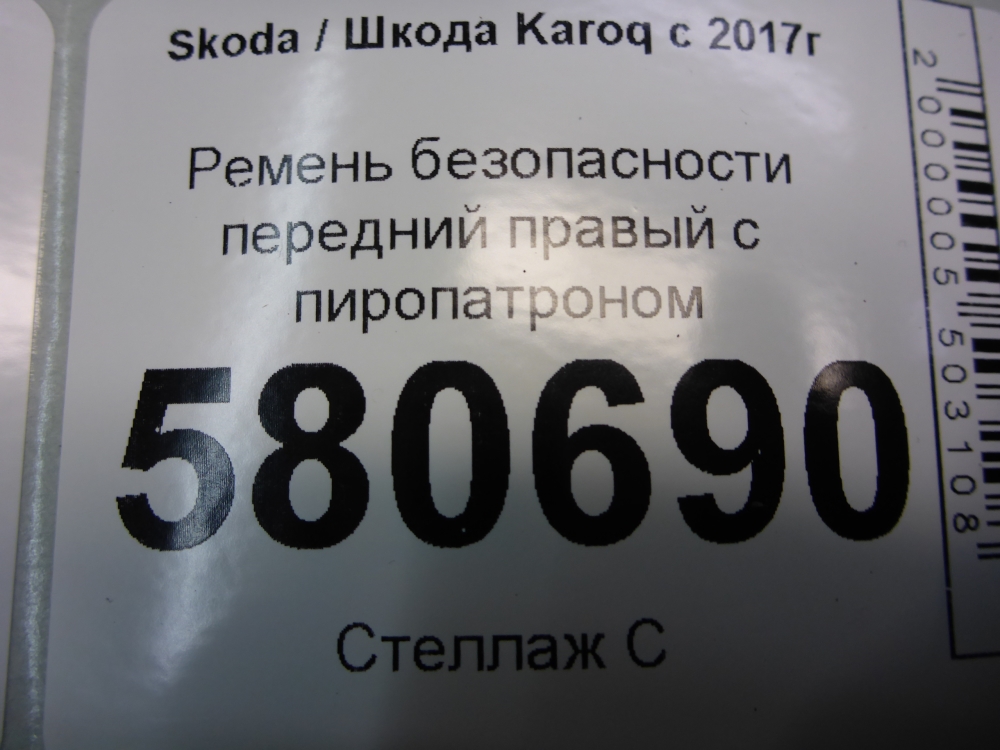 Skoda / Шкода Karoq с 2017г
Ремень безопасности
передний правый с
пиропатроном
580690
Стеллаж С
2000005503108